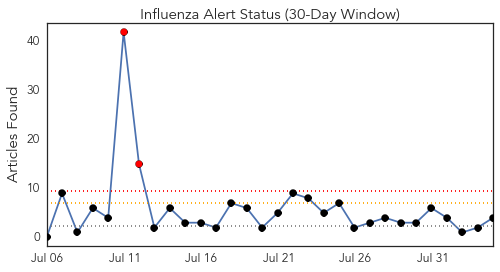 Influenza Alert Status (30-Day Window)
Articles Found
40
30
20
10
0
Jul 06
Jul 11
Jul 16
Jul 21
Jul 26
Jul 31